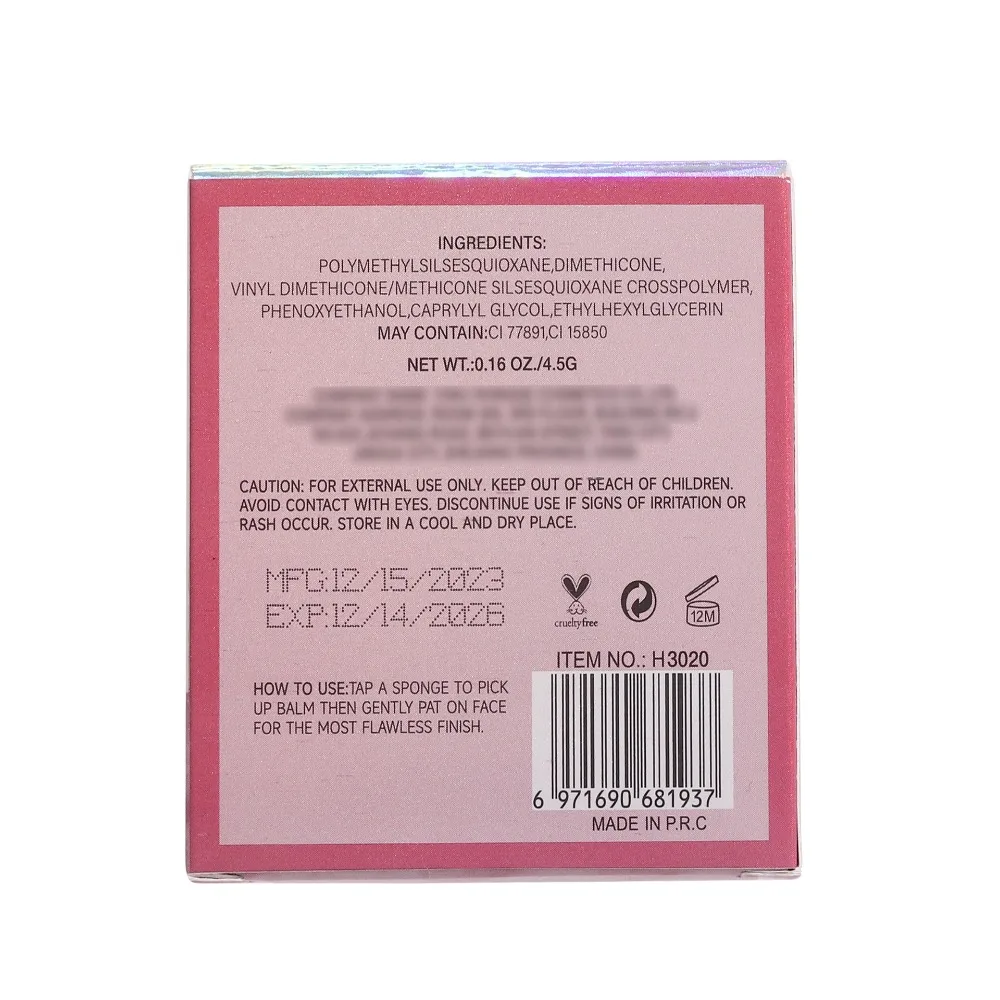 INGREDIENTS:
POLYMETHYLSILSESQUIOXANE,DIMETHICONE,
VINYL DIMETHICONE/METHICONE SILSESQUIOXANE CROSSPOLYMER,
PHENOXYETHANOL,CAPRYLYL GLYCOL,ETHYLHEXYLGLYCERIN
MAY CONTAIN:CI 77891,CI 15850
NET WT.:0.16 OZ./4.5G
CAUTION: FOR EXTERNAL USE ONLY. KEEP OUT OF REACH OF CHILDREN.
AVOID CONTACT WITH EYES. DISCONTINUE USE IF SIGNS OF IRRITATION OR
RASH OCCUR. STORE IN A COOL AND DRY PLACE.
MFG:12/15/2023
EXP:12/14/2026
crueltyfree
12M
ITEM NO.: H3020
HOW TO USE:TAP A SPONGE TO PICK
UP BALM THEN GENTLY PAT ON FACE
FOR THE MOST FLAWLESS FINISH.
6 971690 681937
MADE IN P.R.C